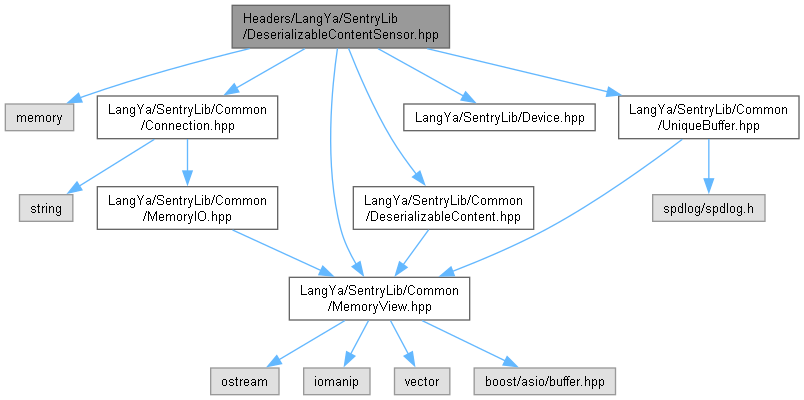 Headers/LangYa/SentryLib
/DeserializableContentSensor.hpp
memory
LangYa/SentryLib/Common
/Connection.hpp
LangYa/SentryLib/Device.hpp
LangYa/SentryLib/Common
/UniqueBuffer.hpp
string
LangYa/SentryLib/Common
/MemoryIO.hpp
LangYa/SentryLib/Common
/DeserializableContent.hpp
spdlog/spdlog.h
LangYa/SentryLib/Common
/MemoryView.hpp
ostream
iomanip
vector
boost/asio/buffer.hpp